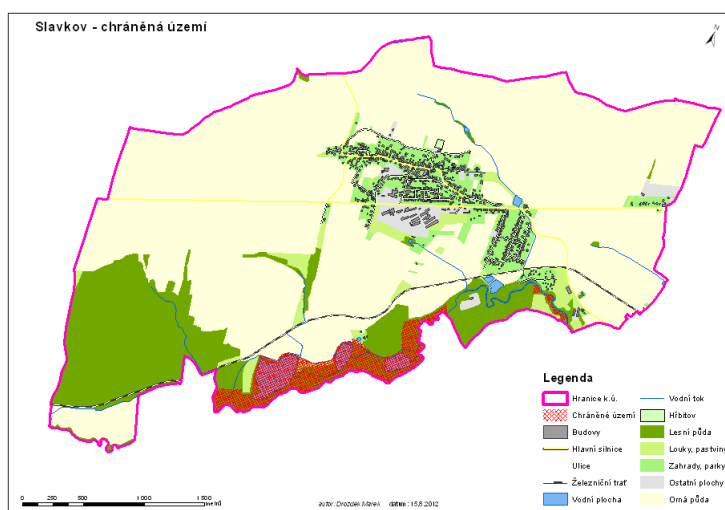 Slavkov - chráněná území
N
Legenda
Hranice k.ú.
Chráněné území
Budovy
Hlavní silnice
Ulice
Železniční trať
Vodní plocha
Vodní tok
Hřbitov
Lesní půda
Louky, pastviny
Zahrady, parky
Ostatní plochy
Orná půda
0 500 1 000 1 500
metrů
autor: Drozdek Marek datum : 15.8.2012